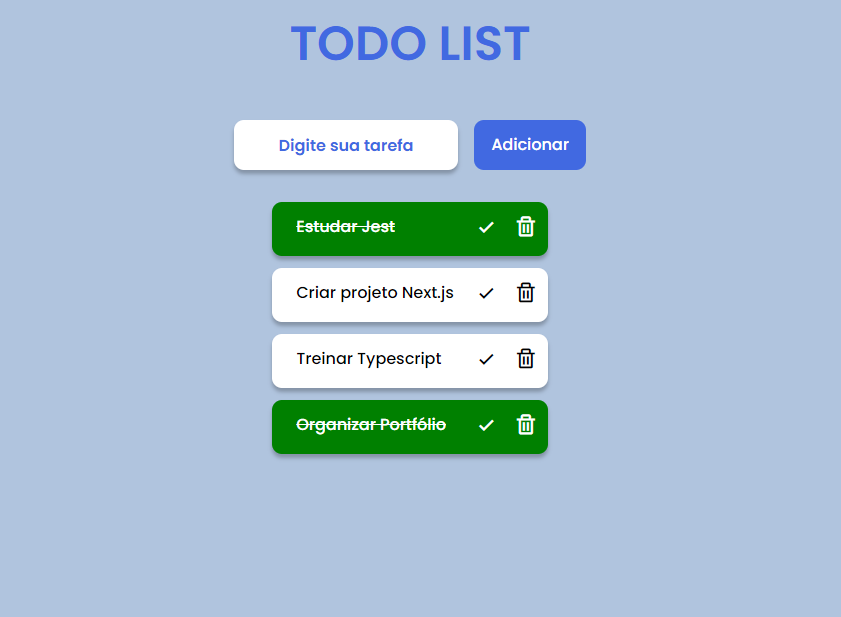 TODO LIST
Digite sua tarefa
Adicionar
Estudar Jest
Criar projeto Next.js
Treinar Typescript
Organizar Portfólio